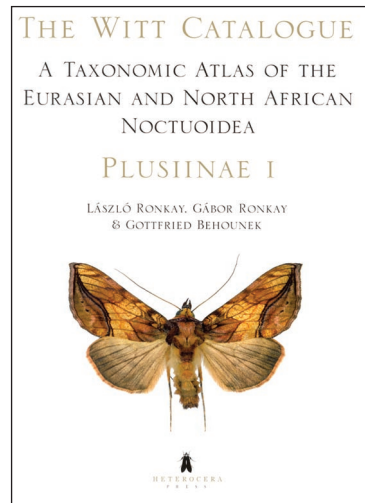 THE WITT CATALOGUE
A TAXONOMIC ATLAS OF THE
EURASIAN AND NORTH AFRICAN
NOCTUOIDEA
PLUSIINAE I
LÁSZLÓ RONKAY, GÁBOR RONKAY
& GOTTFRIED BEHOUNEK
HETEROCERA
PRESS